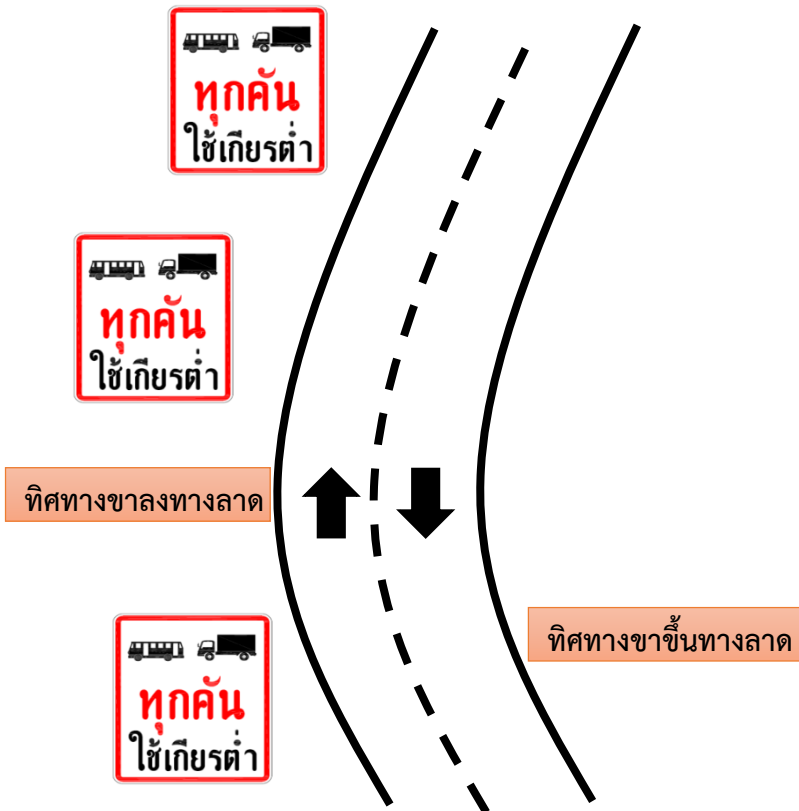 ทุกคัน
ใช้เกียรต่ำ
ทุกคัน
ใช้เกียรต่ำ
ทิศทางขาลงทางลาด
ทิศทางขาขึ้นทางลาด
ทุกคัน
ใช้เกียรต่ำ